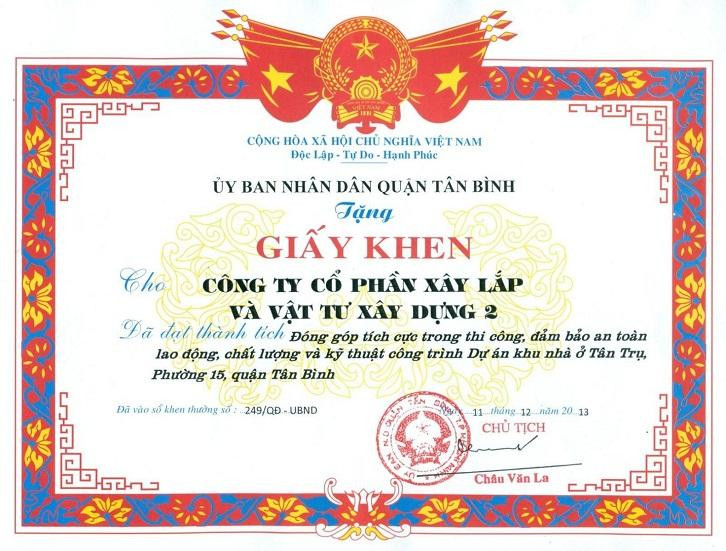 VIỆT NAM
CỘNG HÒA XÃ HỘI CHỦ NGHĨA VIỆT NAM
Độc Lập - Tự Do - Hạnh Phúc
ỦY BAN NHÂN DÂN QUẬN TÂN BÌNH
Tặng
GIẤY KHEN
Cho CÔNG TY CỔ PHẦN XÂY LẮP
VÀ VẬT TƯ XÂY DỰNG 2
Đã đạt thành tích Đóng góp tích cực trong thi công, đảm bảo an toàn
lao động, chất lượng và kỹ thuật công trình Dự án khu nhà ở Tân Trụ,
Phường 15, quận Tân Bình
Đã vào sổ khen thưởng số : 249/QĐ - UBND
Ngày 11 tháng 12 năm 2013
CHỦ TỊCH
Châu Văn La